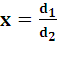 x = d₁/d₂